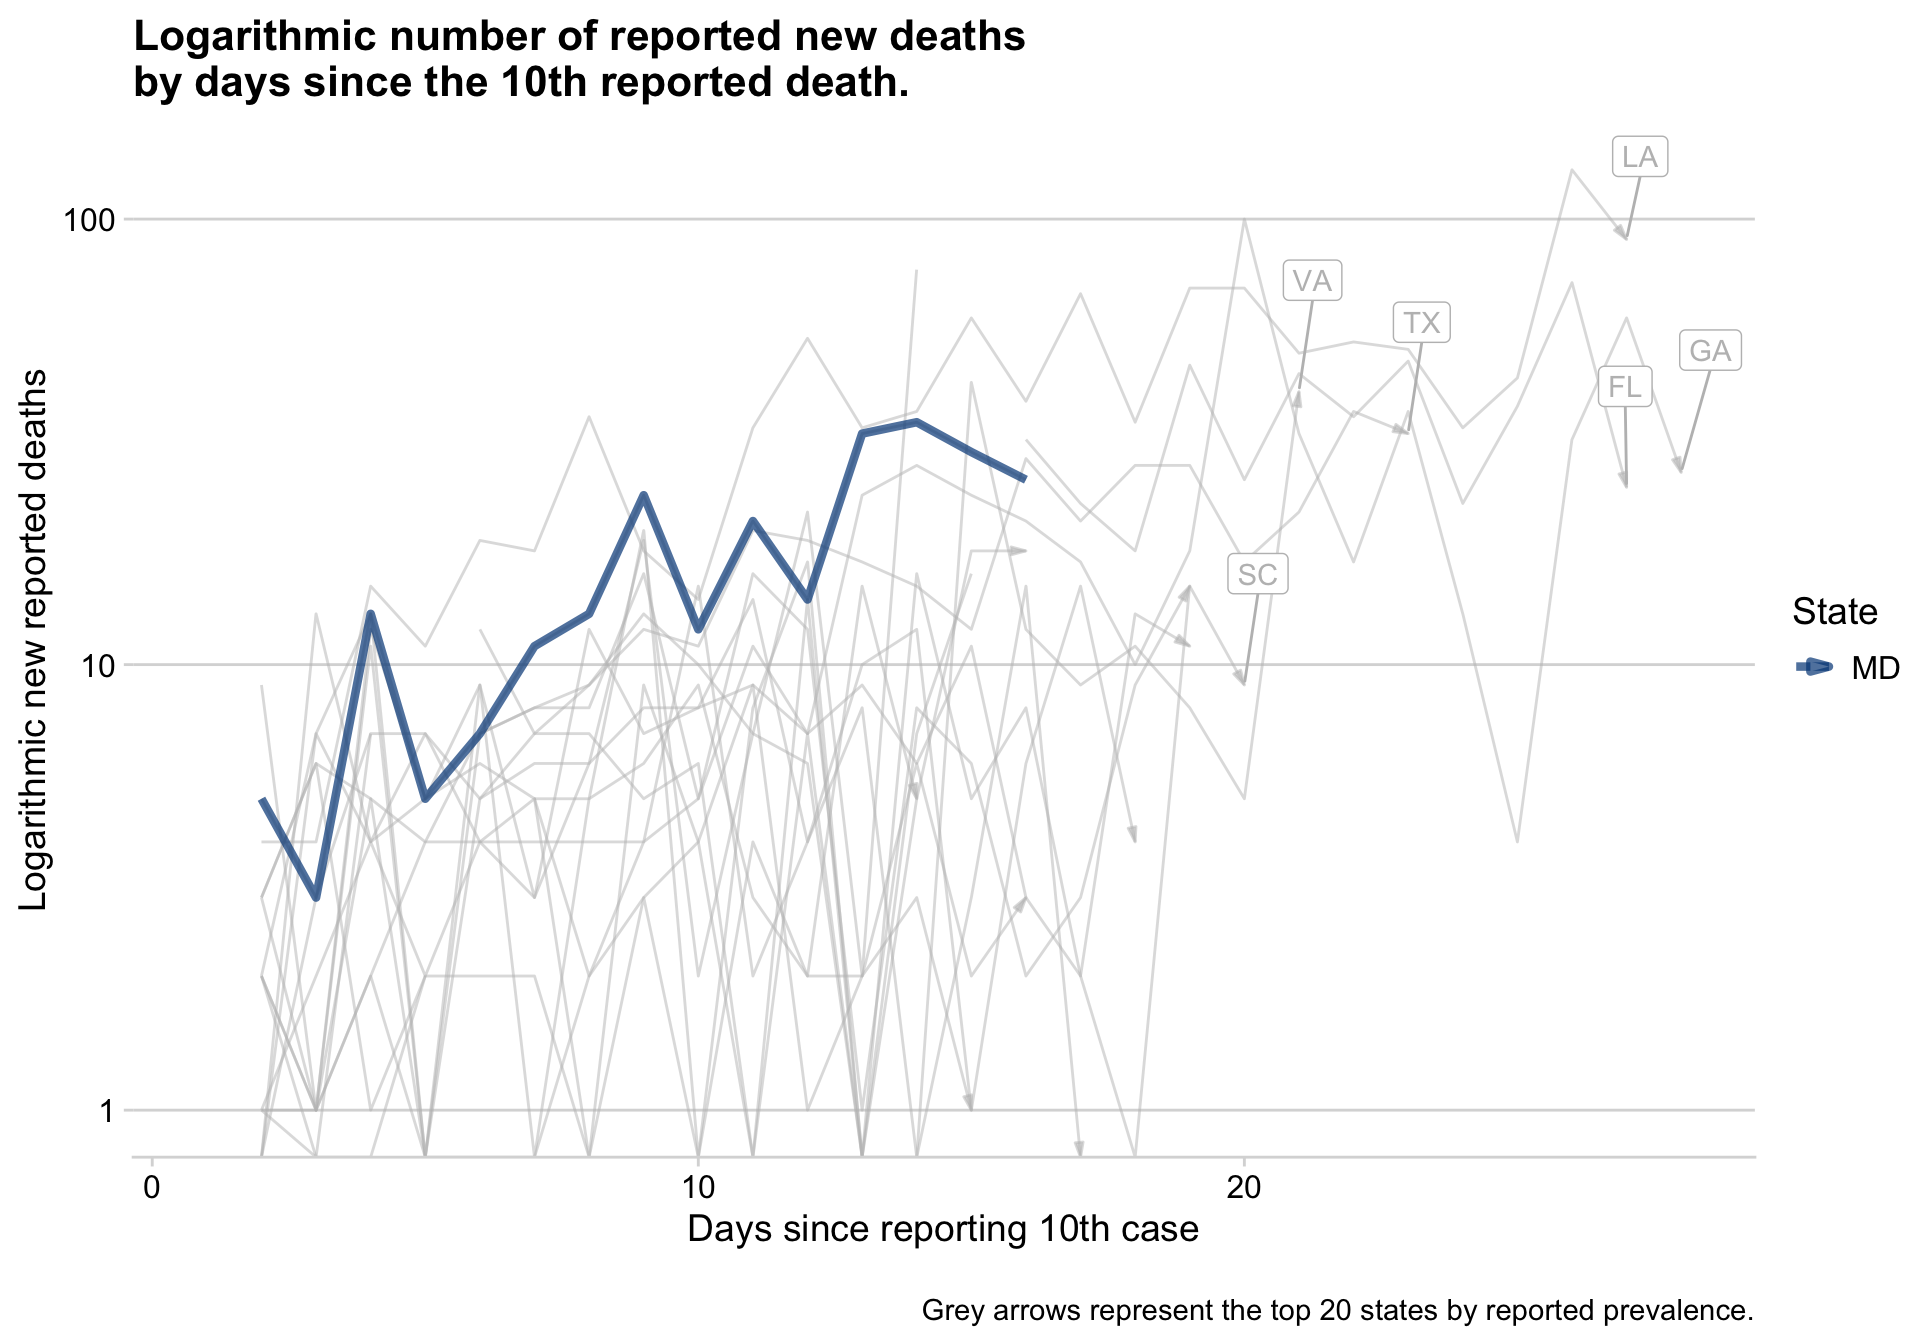 Logarithmic number of reported new deaths
by days since the 10th reported death.
Logarithmic new reported deaths
100
10
1
LA
VA
TX
GA
FL
SC
State
MD
0
10
20
Days since reporting 10th case
Grey arrows represent the top 20 states by reported prevalence.